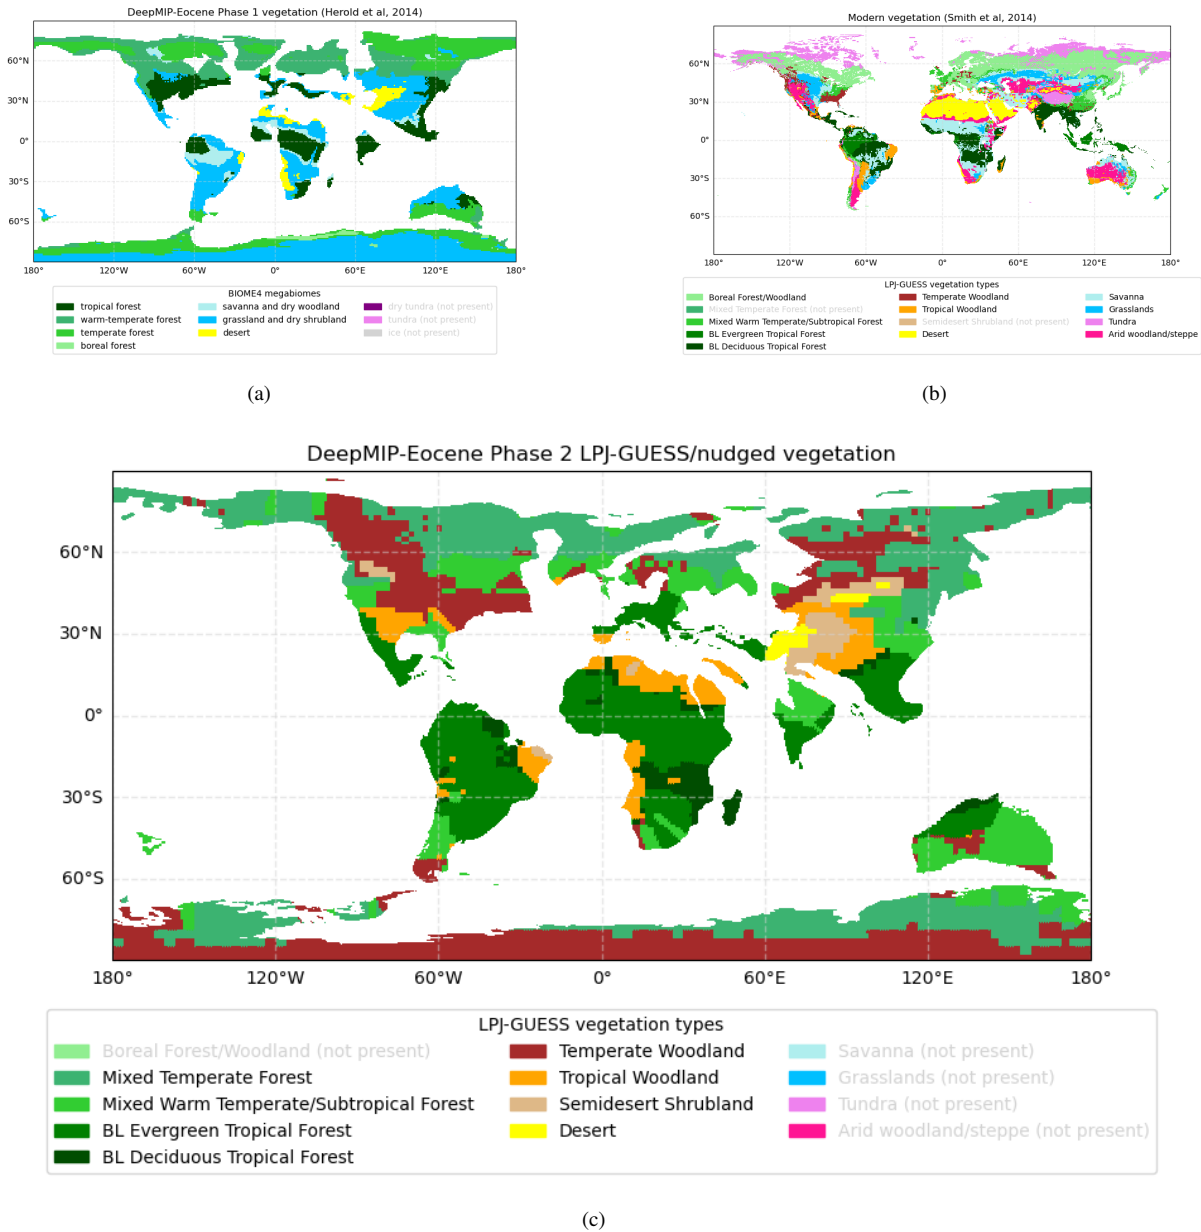 DeepMIP-Eocene Phase 1 vegetation (Herold et al, 2014)
60°N
30°N
0°
30°S
60°S
180° 120°W 60°W 0° 60°E 120°E 180°
BIOME4 megabiomes
tropical forest
warm-temperate forest
temperate forest
boreal forest
savanna and dry woodland
grassland and dry shrubland
desert
dry tundra (not present)
tundra (not present)
ice (not present)
(a)
Modern vegetation (Smith et al, 2014)
60°N
30°N
0°
30°S
60°S
180° 120°W 60°W 0° 60°E 120°E 180°
LPJ-GUESS vegetation types
Boreal Forest/Woodland
Mixed Temperate Forest (not present)
Mixed Warm Temperate/Subtropical Forest
BL Evergreen Tropical Forest
BL Deciduous Tropical Forest
Temperate Woodland
Tropical Woodland
Semidesert Shrubland (not present)
Desert
Savanna
Grasslands
Tundra
Arid woodland/steppe
(b)
DeepMIP-Eocene Phase 2 LPJ-GUESS/nudged vegetation
60°N
30°N
0°
30°S
60°S
180° 120°W 60°W 0° 60°E 120°E 180°
LPJ-GUESS vegetation types
Boreal Forest/Woodland (not present)
Mixed Temperate Forest
Mixed Warm Temperate/Subtropical Forest
BL Evergreen Tropical Forest
BL Deciduous Tropical Forest
Temperate Woodland
Tropical Woodland
Semidesert Shrubland
Desert
Savanna (not present)
Grasslands (not present)
Tundra (not present)
Arid woodland/steppe (not present)
(c)